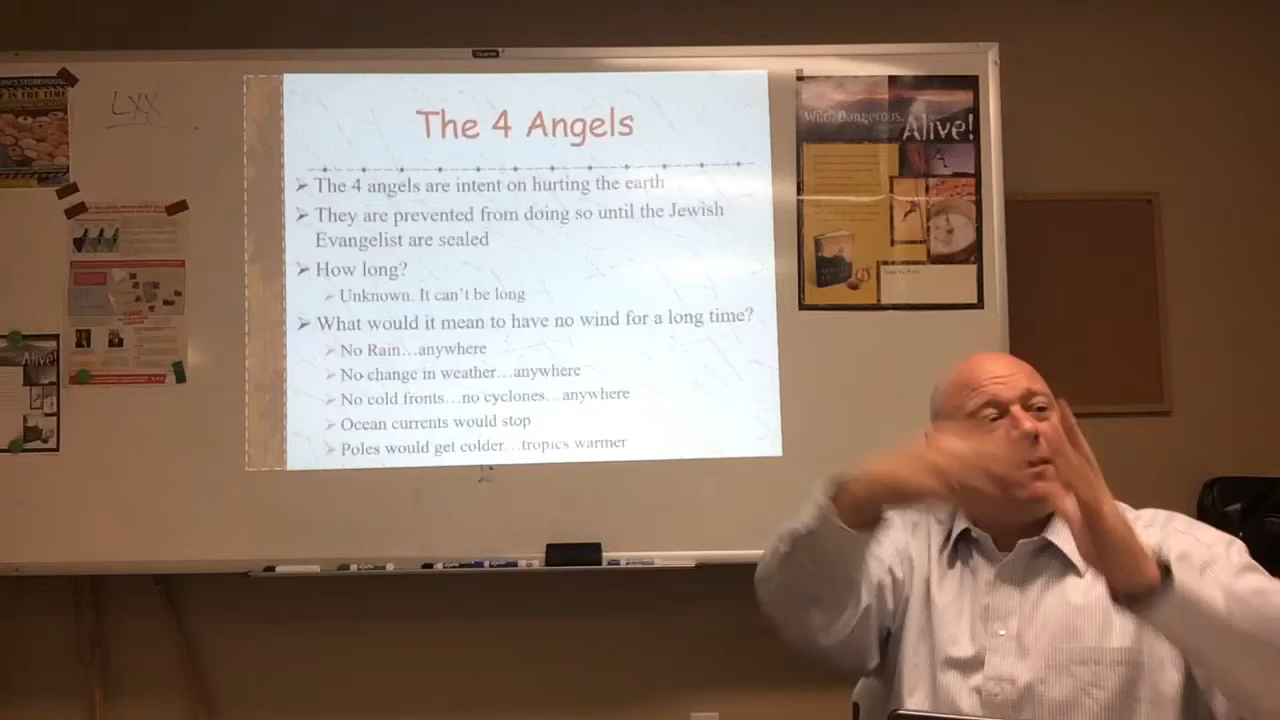 LXX
The 4 Angels
➢ The 4 angels are intent on hurting the earth
➢ They are prevented from doing so until the Jewish
Evangelist are sealed
➢ How long?
➢ Unknown. It can't be long
➢ What would it mean to have no wind for a long time?
➢ No Rain…anywhere
➢ No change in weather…anywhere
➢ No cold fronts…no cyclones…anywhere
➢ Ocean currents would stop
➢ Poles would get colder…tropics warmer
Wild. Dangerous. Alive!
Alive!